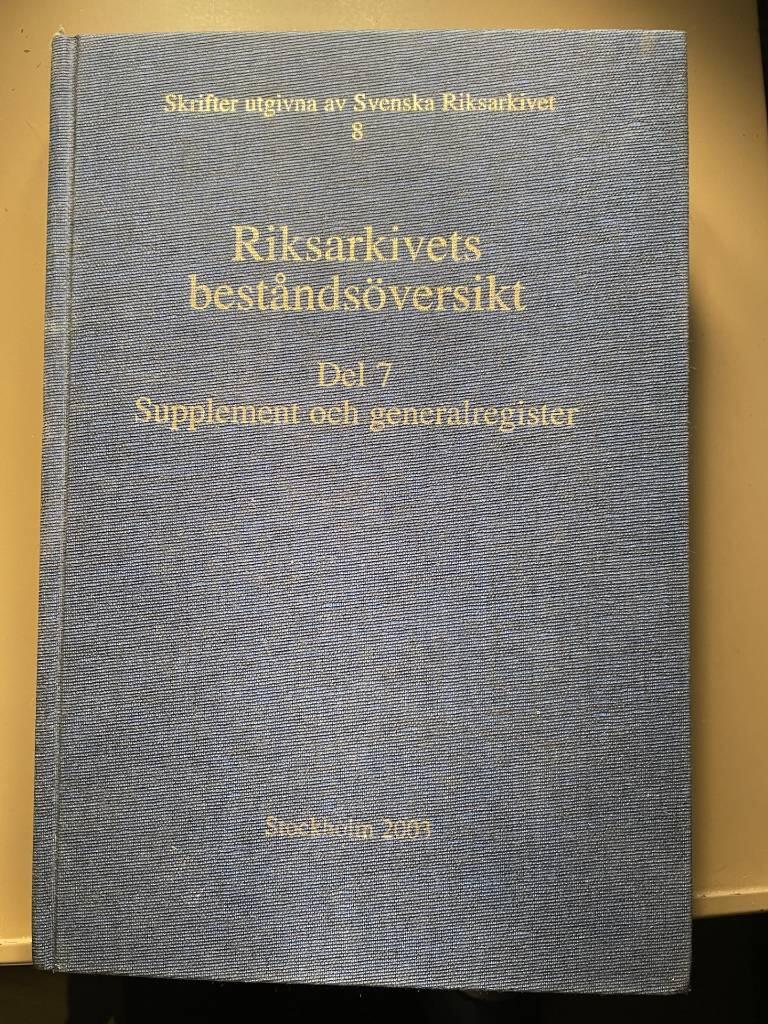 Skrifter utgivna av Svenska Riksarkivet
8
Riksarkivets
beståndsöversikt
Del 7
Supplement och generalregister
Stockholm 2003